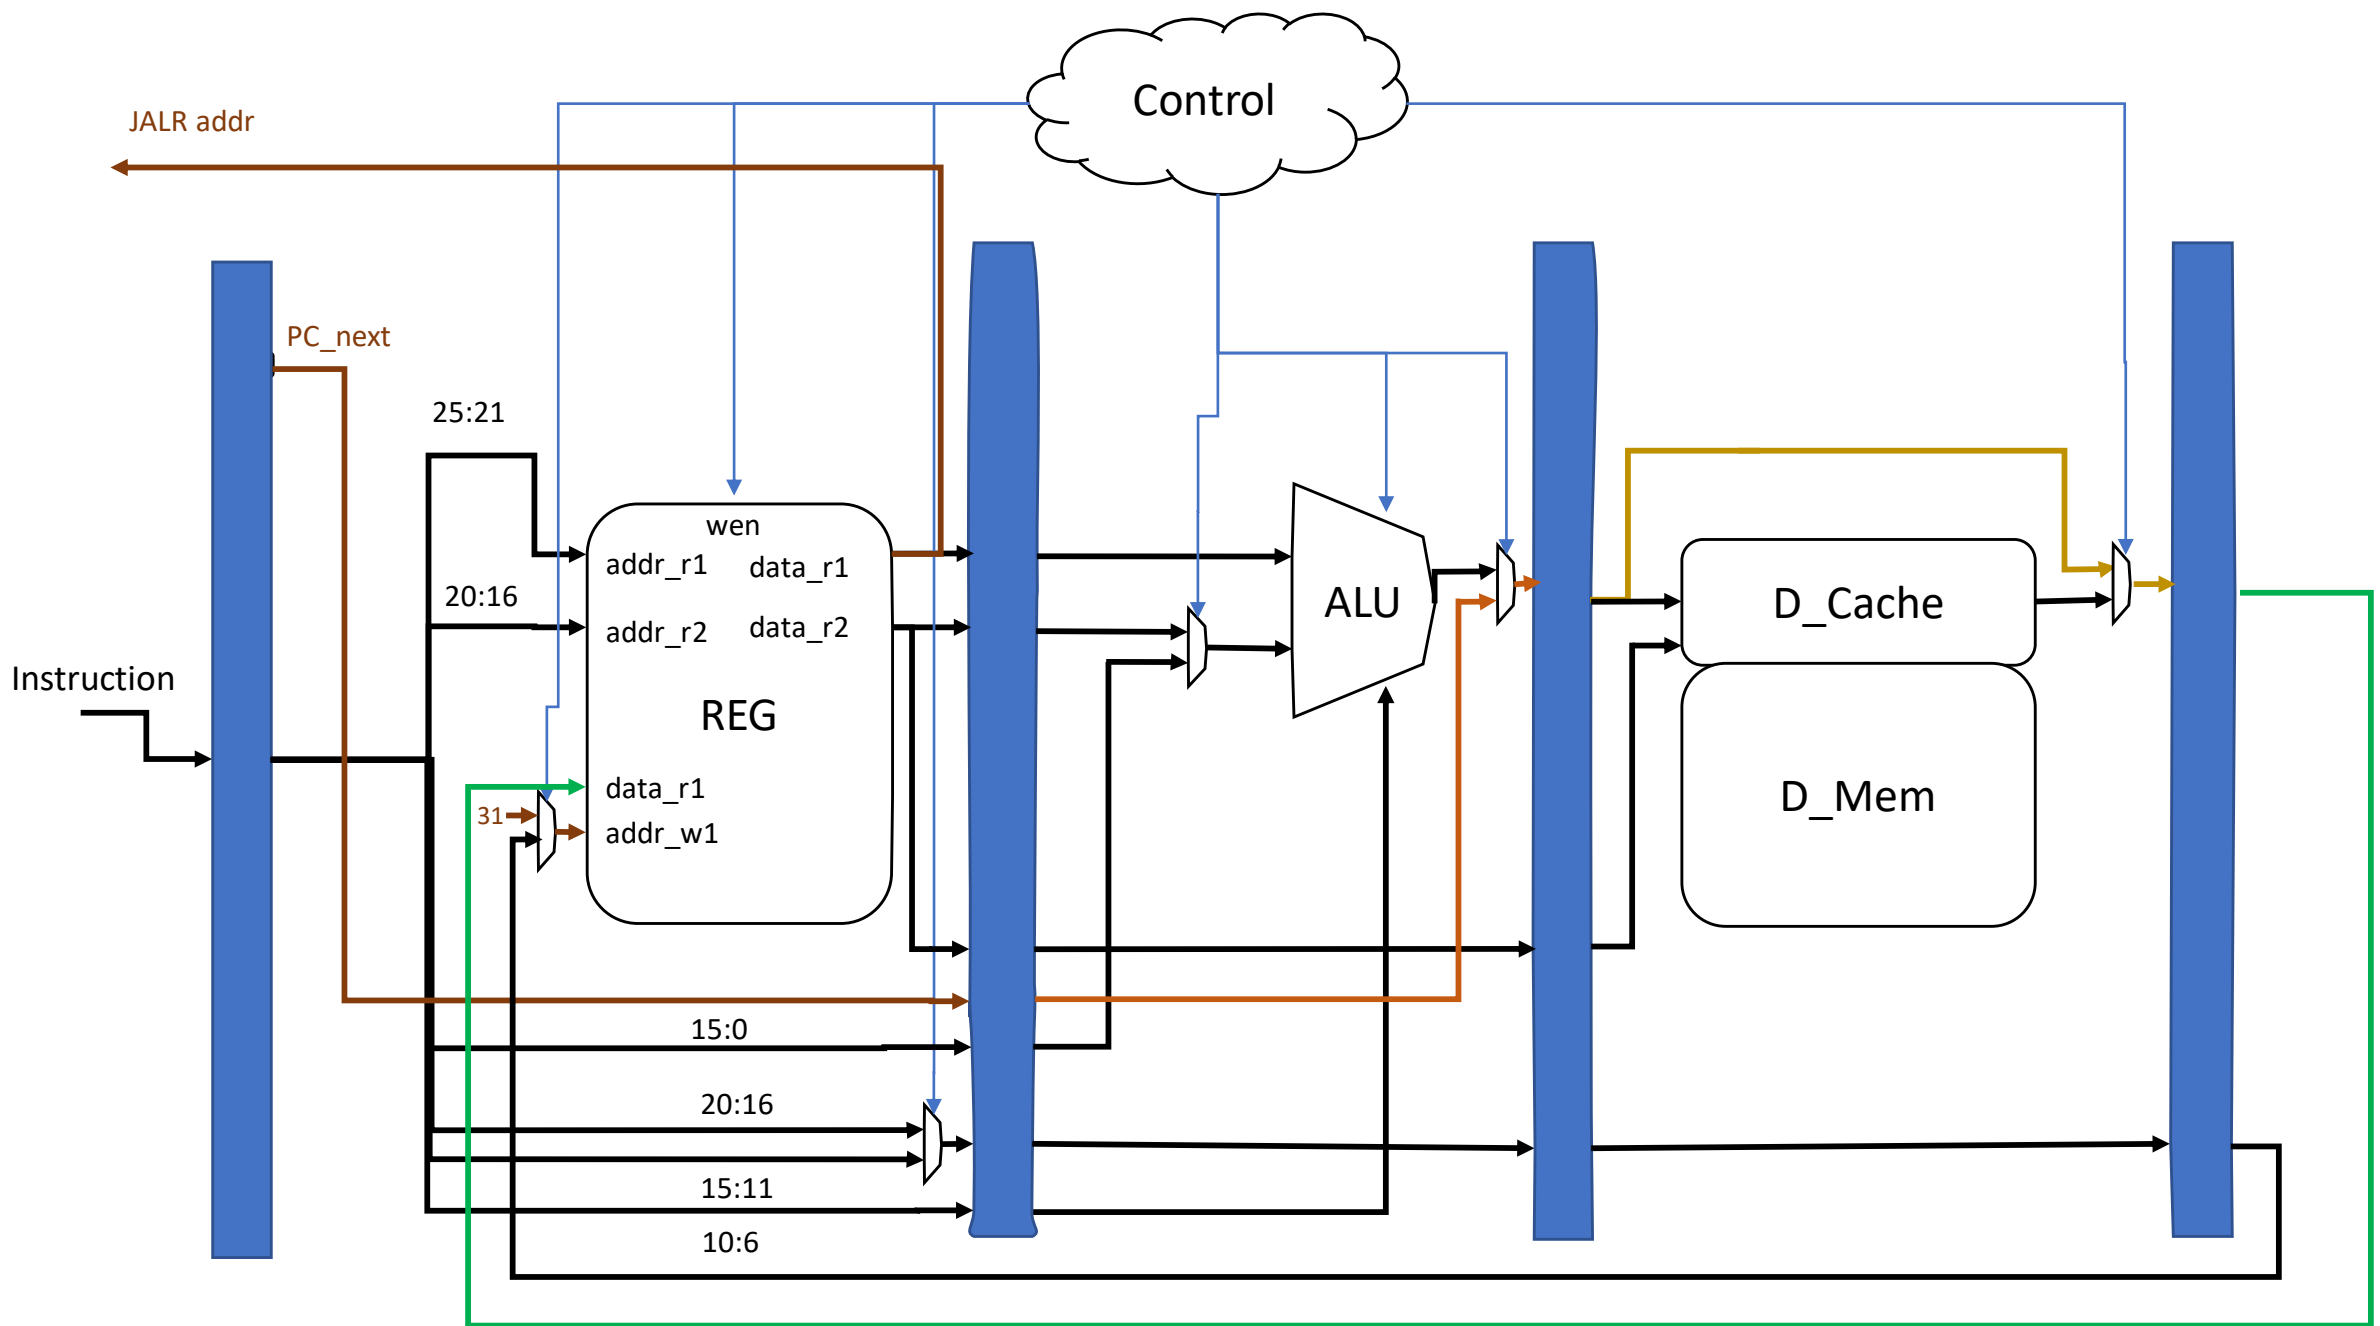 Control
JALR addr
PC_next
25:21
wen
addr_r1
data_r1
20:16
addr_r2
data_r2
ALU
D_Cache
Instruction
REG
data_r1
31
addr_w1
D_Mem
15:0
20:16
15:11
10:6